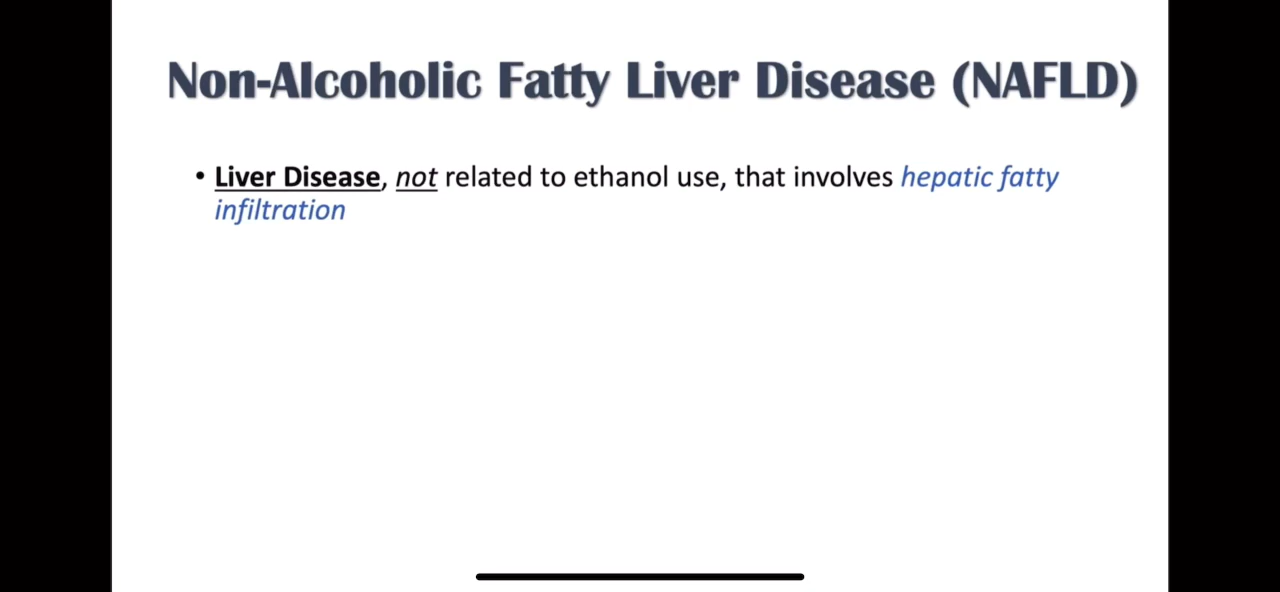 Non-Alcoholic Fatty Liver Disease (NAFLD)
• Liver Disease, not related to ethanol use, that involves hepatic fatty
infiltration